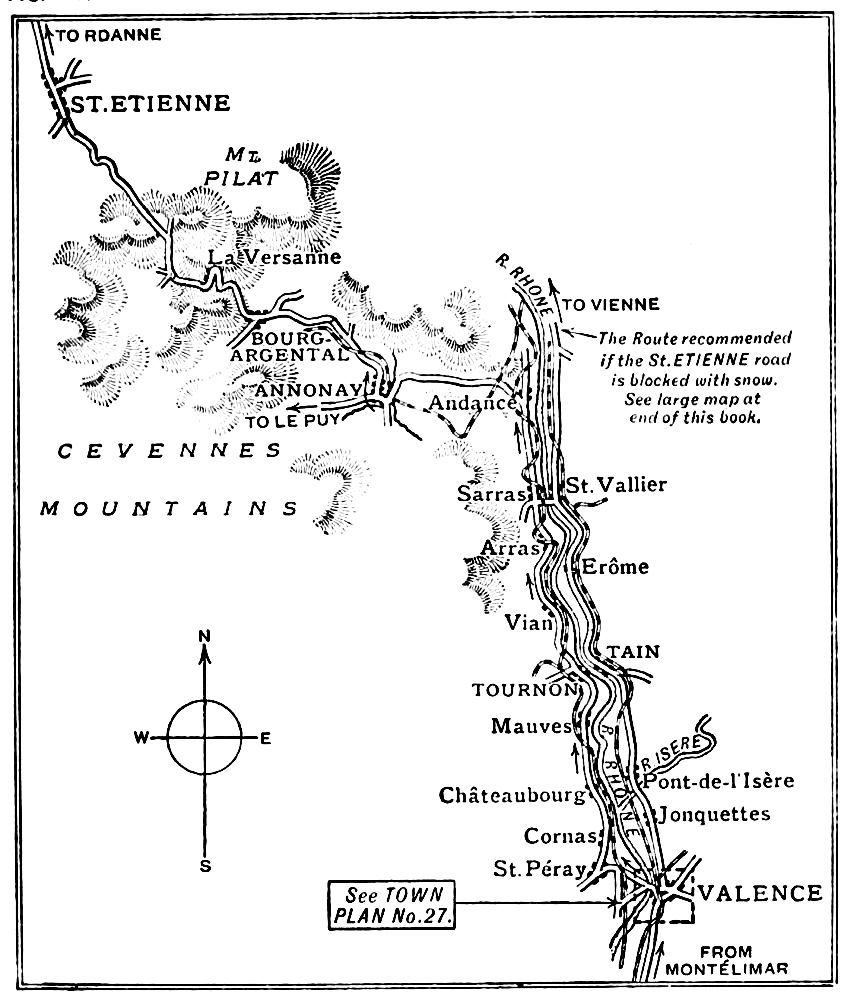 TO RDANNE
ST. ETIENNE
MT.
PILAT
La Versanne
R. RHONE
TO VIENNE
The Route recommended
if the St. ETIENNE road
is blocked with snow.
See large map at
end of this book.
BOURG-
ARGENTAL
ANNONAY
Andance
TO LE PUY
CEVENNES
MOUNTAINS
Sarras
St. Vallier
Arras
Erôme
Vian
N
W
E
S
TAIN
TOURNON
Mauves
R. RHÔNE
R. ISERE
Pont-de-l'Isère
Châteaubourg
Jonquettes
Cornas
St. Péray
See TOWN
PLAN No. 27.
VALENCE
FROM
MONTÉLIMAR